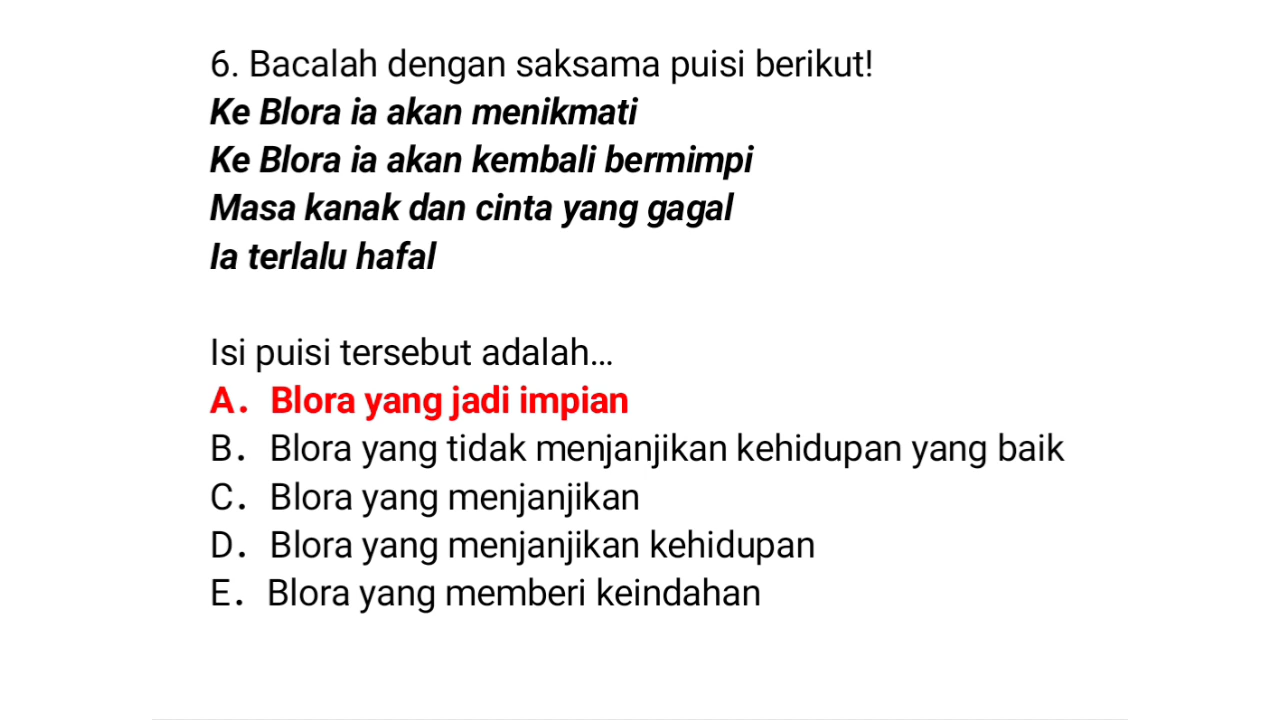 6. Bacalah dengan saksama puisi berikut!
Ke Blora ia akan menikmati
Ke Blora ia akan kembali bermimpi
Masa kanak dan cinta yang gagal
Ia terlalu hafal
Isi puisi tersebut adalah...
A. Blora yang jadi impian
B. Blora yang tidak menjanjikan kehidupan yang baik
C. Blora yang menjanjikan
D. Blora yang menjanjikan kehidupan
E. Blora yang memberi keindahan